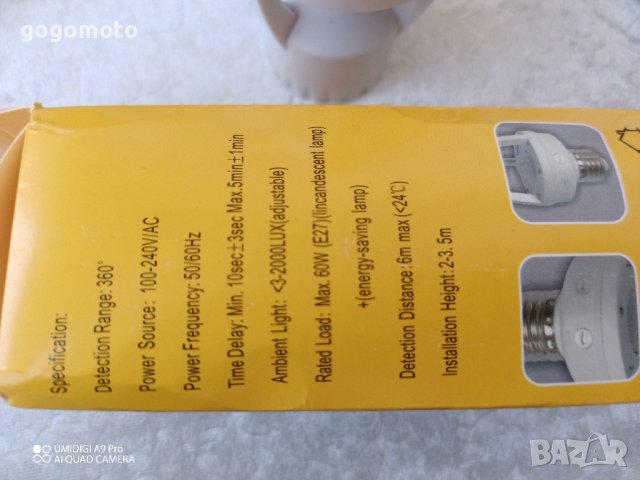 gogomoto
Specification:
Detection Range: 360°
Power Source: 100-240V/AC
Power Frequency: 50/60Hz
Time Delay: Min. 10sec±3sec Max.5min±1min
Ambient Light: <3-2000LUX(adjustable)
Rated Load: Max. 60W (E27)(Iincandescent lamp)
+(energy-saving lamp)
Detection Distance: 6m max (<24℃)
Installation Height: 2-3. 5m
UMIDIGI A9 Pro
AI QUAD CAMERA
BAZAR